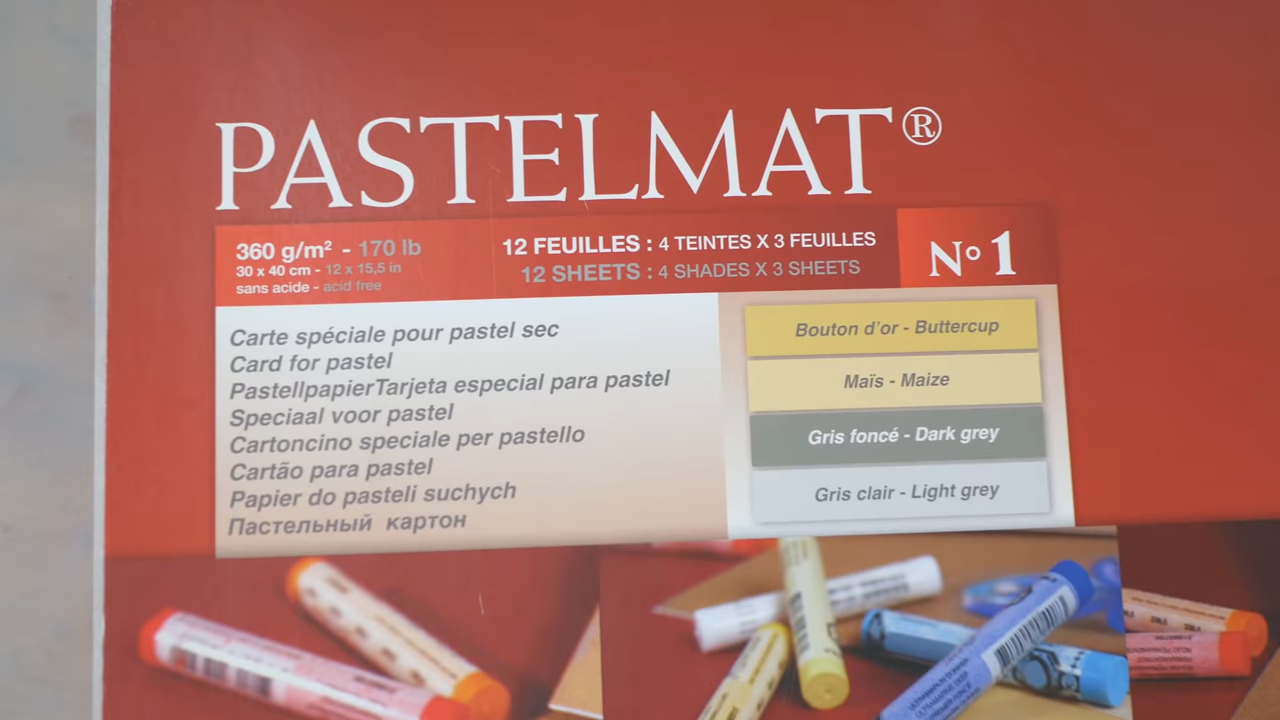 PASTELMAT®
360 g/m² - 170 lb
30 x 40 cm - 12 x 15,5 in
sans acide - acid free
12 FEUILLES : 4 TEINTES X 3 FEUILLES
12 SHEETS : 4 SHADES X 3 SHEETS
N° 1
Carte spéciale pour pastel sec
Card for pastel
PastellpapierTarjeta especial para pastel
Speciaal voor pastel
Cartoncino speciale per pastello
Cartão para pastel
Papier do pasteli suchych
Пастельный картон
Bouton d'or - Buttercup
Maïs - Maize
Gris foncé - Dark grey
Gris clair - Light grey